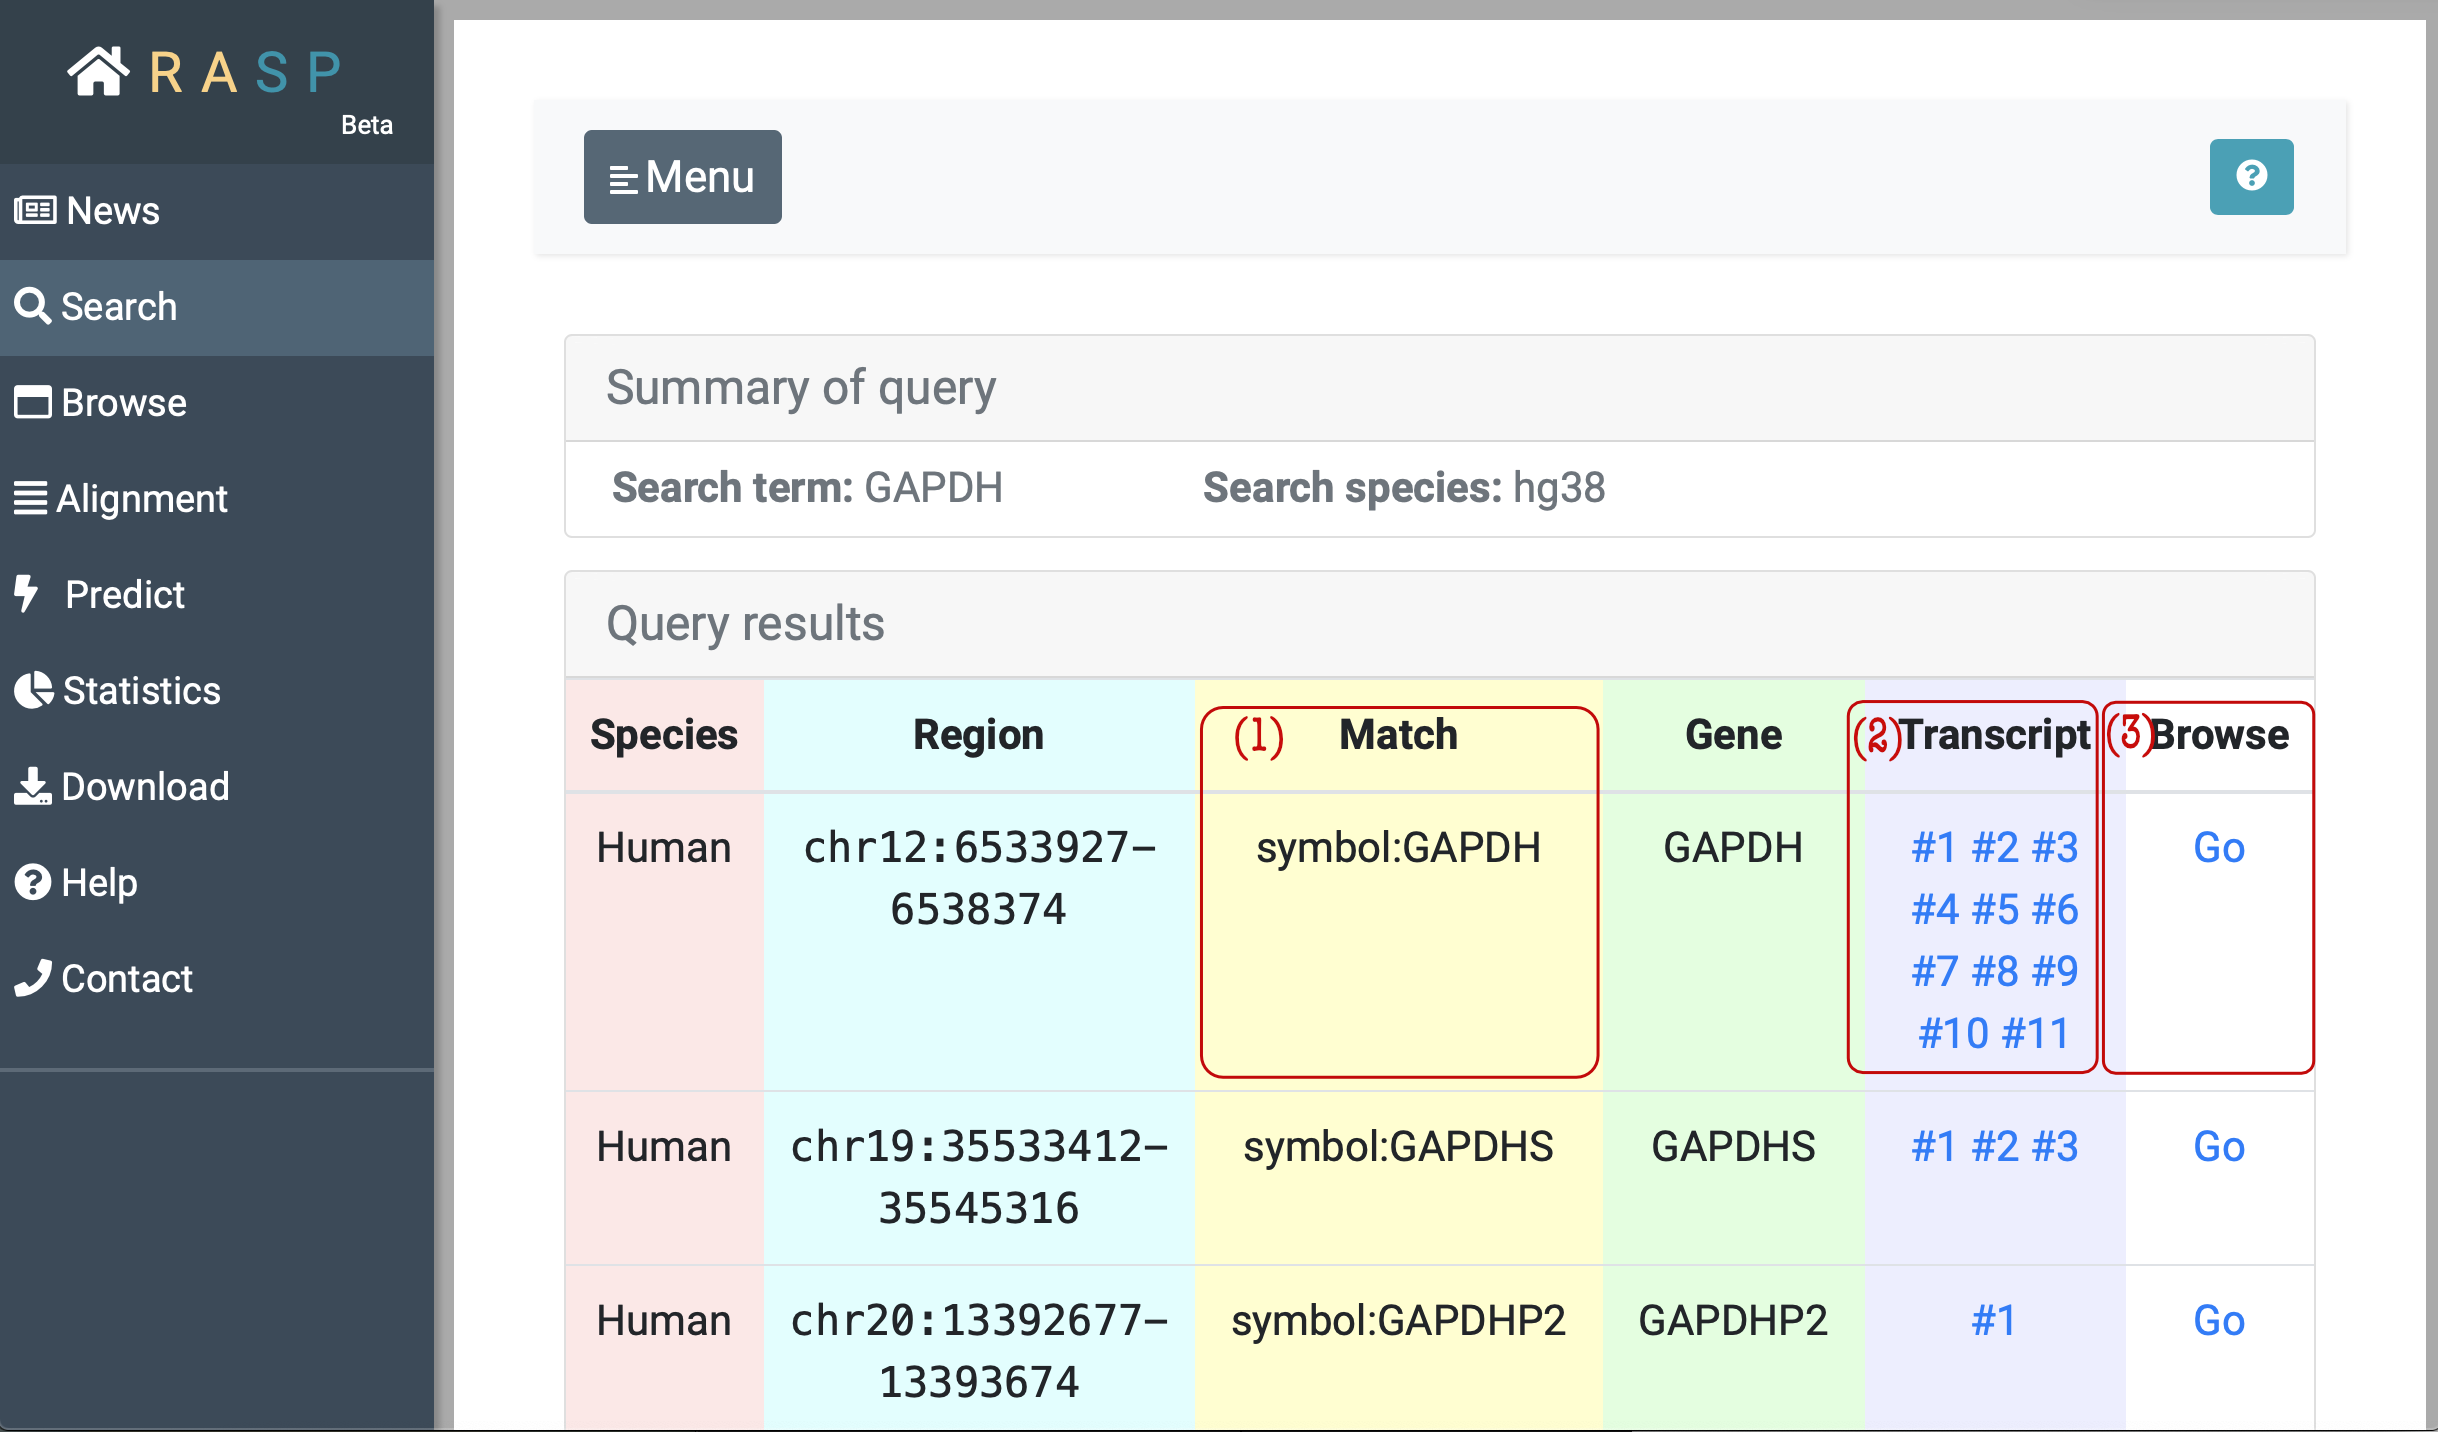 RASP
Beta
News
Search
Browse
Alignment
Predict
Statistics
Download
Help
Contact
Menu
Summary of query
Search term: GAPDH Search species: hg38
Query results
Species Region (1) Match Gene (2)Transcript (3)Browse
Human chr12:6533927– symbol:GAPDH GAPDH #1 #2 #3 Go
6538374 #4 #5 #6
#7 #8 #9
#10 #11
Human chr19:35533412– symbol:GAPDHS GAPDHS #1 #2 #3 Go
35545316
Human chr20:13392677– symbol:GAPDHP2 GAPDHP2 #1 Go
13393674